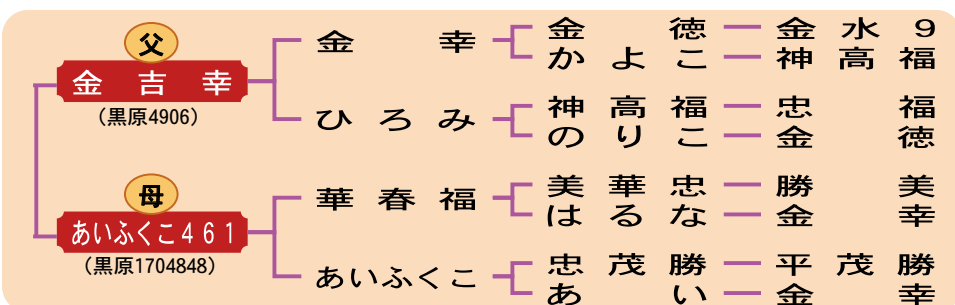 父
金吉幸
(黒原4906)
金幸
ひろみ
金徳 金水9
かよこ 神高福
神高福 忠福
のりこ 金徳
母
あいふくこ461
(黒原1704848)
華春福
あいふくこ
美華忠 勝美
はるな 金幸
忠茂勝 平茂勝
あい 金幸